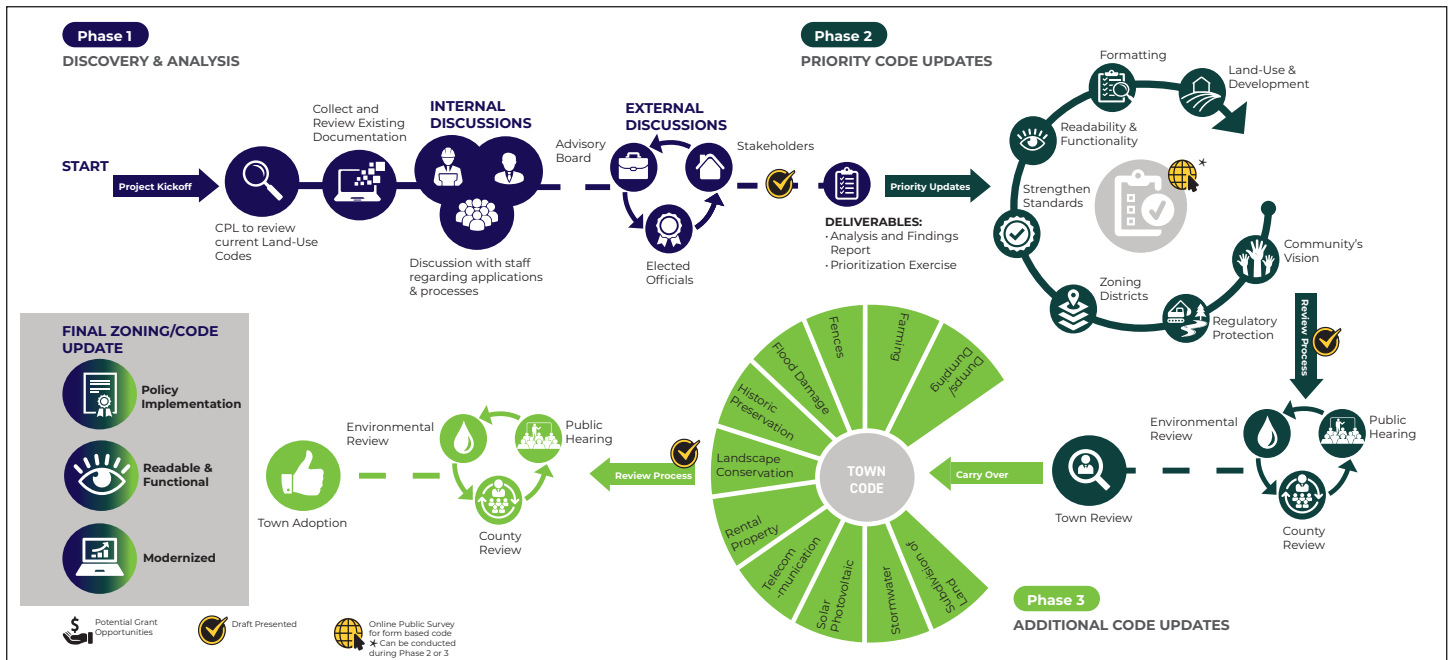 Phase 1
DISCOVERY & ANALYSIS
START
Project Kickoff
CPL to review
current Land-Use
Codes
Collect and
Review Existing
Documentation
INTERNAL
DISCUSSIONS
Discussion with staff
regarding applications
& processes
EXTERNAL
DISCUSSIONS
Advisory
Board
Stakeholders
Elected
Officials
DELIVERABLES:
· Analysis and Findings
Report
· Prioritization Exercise
Phase 2
PRIORITY CODE UPDATES
Priority Updates
Formatting
Land-Use &
Development
Readability &
Functionality
*
Strengthen
Standards
Zoning
Districts
Regulatory
Protection
Community’s
Vision
Review Process
Environmental
Review
Public
Hearing
County
Review
Town Review
Carry Over
Phase 3
ADDITIONAL CODE UPDATES
TOWN
CODE
Dumps/
Dumping
Farming
Fences
Flood Damage
Historic
Preservation
Landscape
Conservation
Rental
Property
Telecom
-munication
Solar
Photovoltaic
Stormwater
Subdivision of
Land
Review Process
Environmental
Review
Public
Hearing
County
Review
Town Adoption
FINAL ZONING/CODE
UPDATE
Policy
Implementation
Readable &
Functional
Modernized
$
Potential Grant
Opportunities
Draft Presented
Online Public Survey
for form based code
* Can be conducted
during Phase 2 or 3